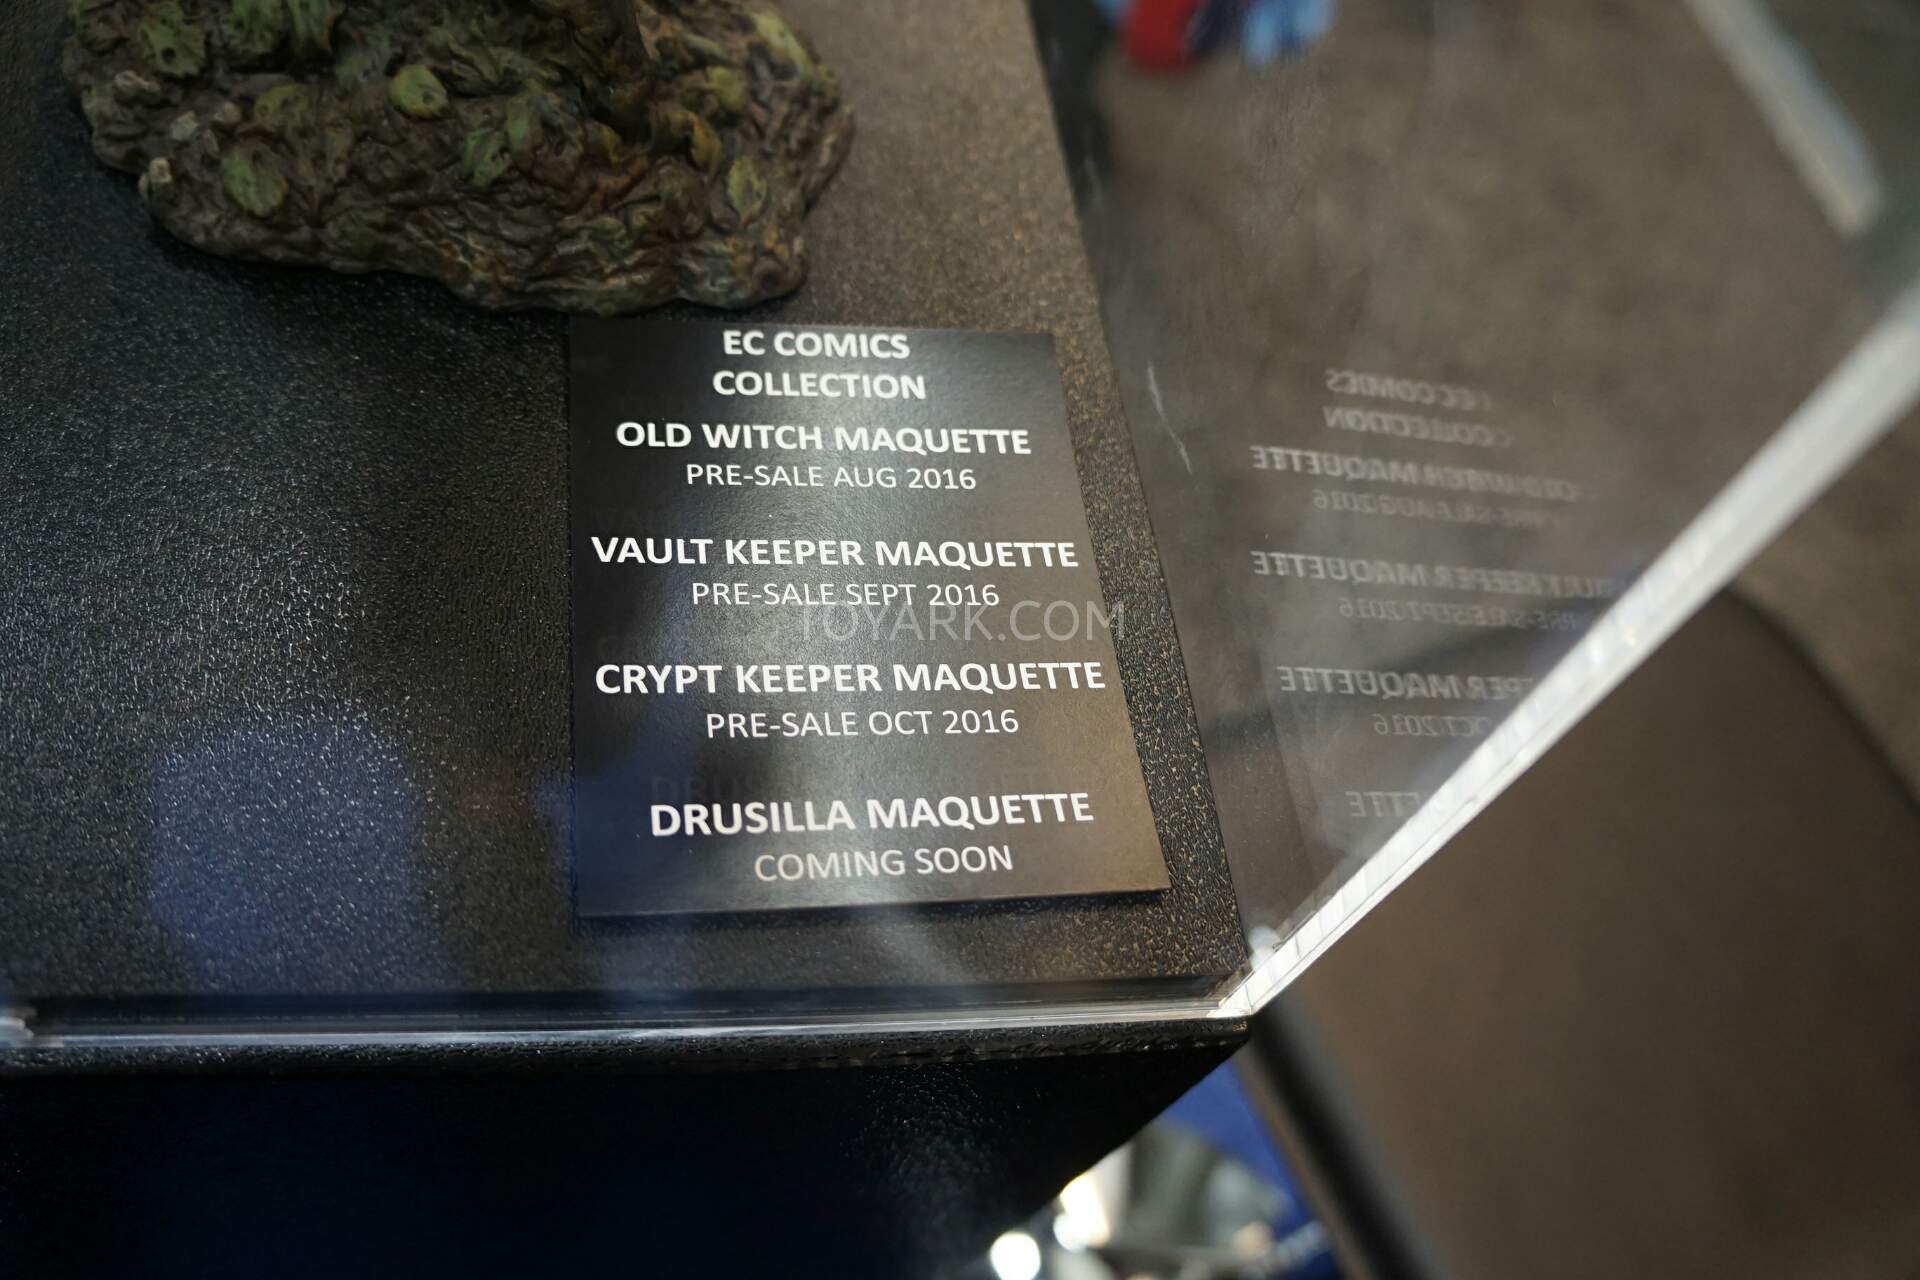 EC COMICS
COLLECTION
OLD WITCH MAQUETTE
PRE-SALE AUG 2016
VAULT KEEPER MAQUETTE
PRE-SALE SEPT 2016
TOYARK.COM
CRYPT KEEPER MAQUETTE
PRE-SALE OCT 2016
DRUSILLA MAQUETTE
COMING SOON